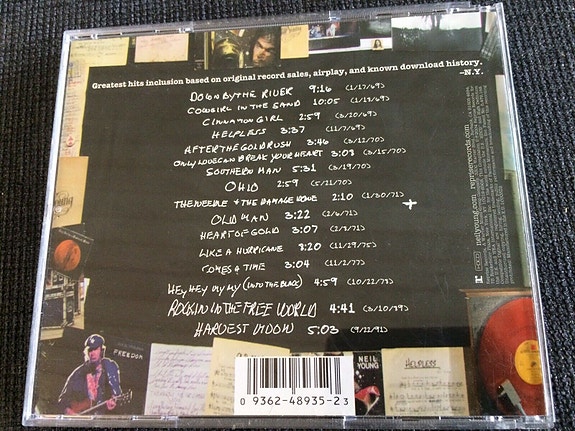 Greatest hits inclusion based on original record sales, airplay, and known download history.
–N.Y.
DOWN BY THE RIVER 9:16 (1/17/69)
COWGIRL IN THE SAND 10:05 (1/19/69)
CINNAMON GIRL 2:59 (3/20/69)
HELPLESS 3:37 (11/7/69)
AFTER THE GOLD RUSH 3:46 (3/12/70)
ONLY LOVE CAN BREAK YOUR HEART 3:08 (3/15/70)
SOUTHERN MAN 5:31 (3/19/70)
OHIO 2:59 (5/21/70)
THE NEEDLE & THE DAMAGE DONE 2:10 (1/30/71)
OLD MAN 3:22 (2/6/71)
HEART OF GOLD 3:07 (2/8/71)
LIKE A HURRICANE 8:20 (11/29/75)
COMES A TIME 3:04 (11/2/77)
HEY HEY MY MY (INTO THE BLACK) 4:59 (10/22/78)
ROCKIN IN THE FREE WORLD 4:41 (3/10/89)
HARVEST MOON 5:03 (9/22/91)
neilyoung.com repriserecords.com
FREEDOM
NEIL
YOUNG
HELPLESS
0 9362-48935-2 3